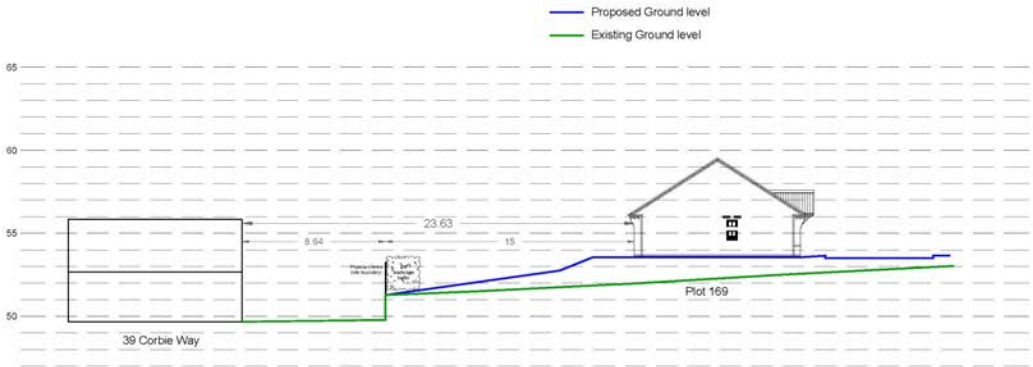 Proposed Ground level
Existing Ground level
65
60
55
50
23.63
8.64
15
Plot 169
39 Corbie Way